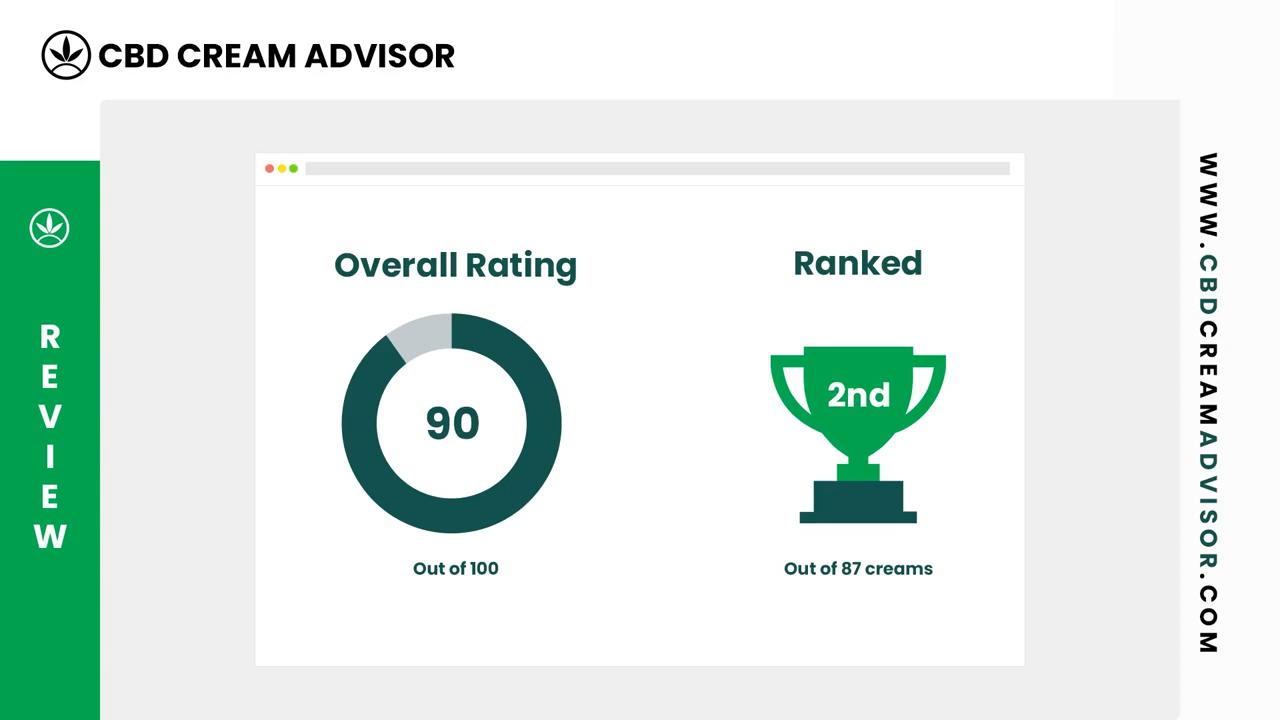 CBD CREAM ADVISOR
REVIEW
Overall Rating
90
Out of 100
Ranked
2nd
Out of 87 creams
WWW.CBDCREAMADVISOR.COM